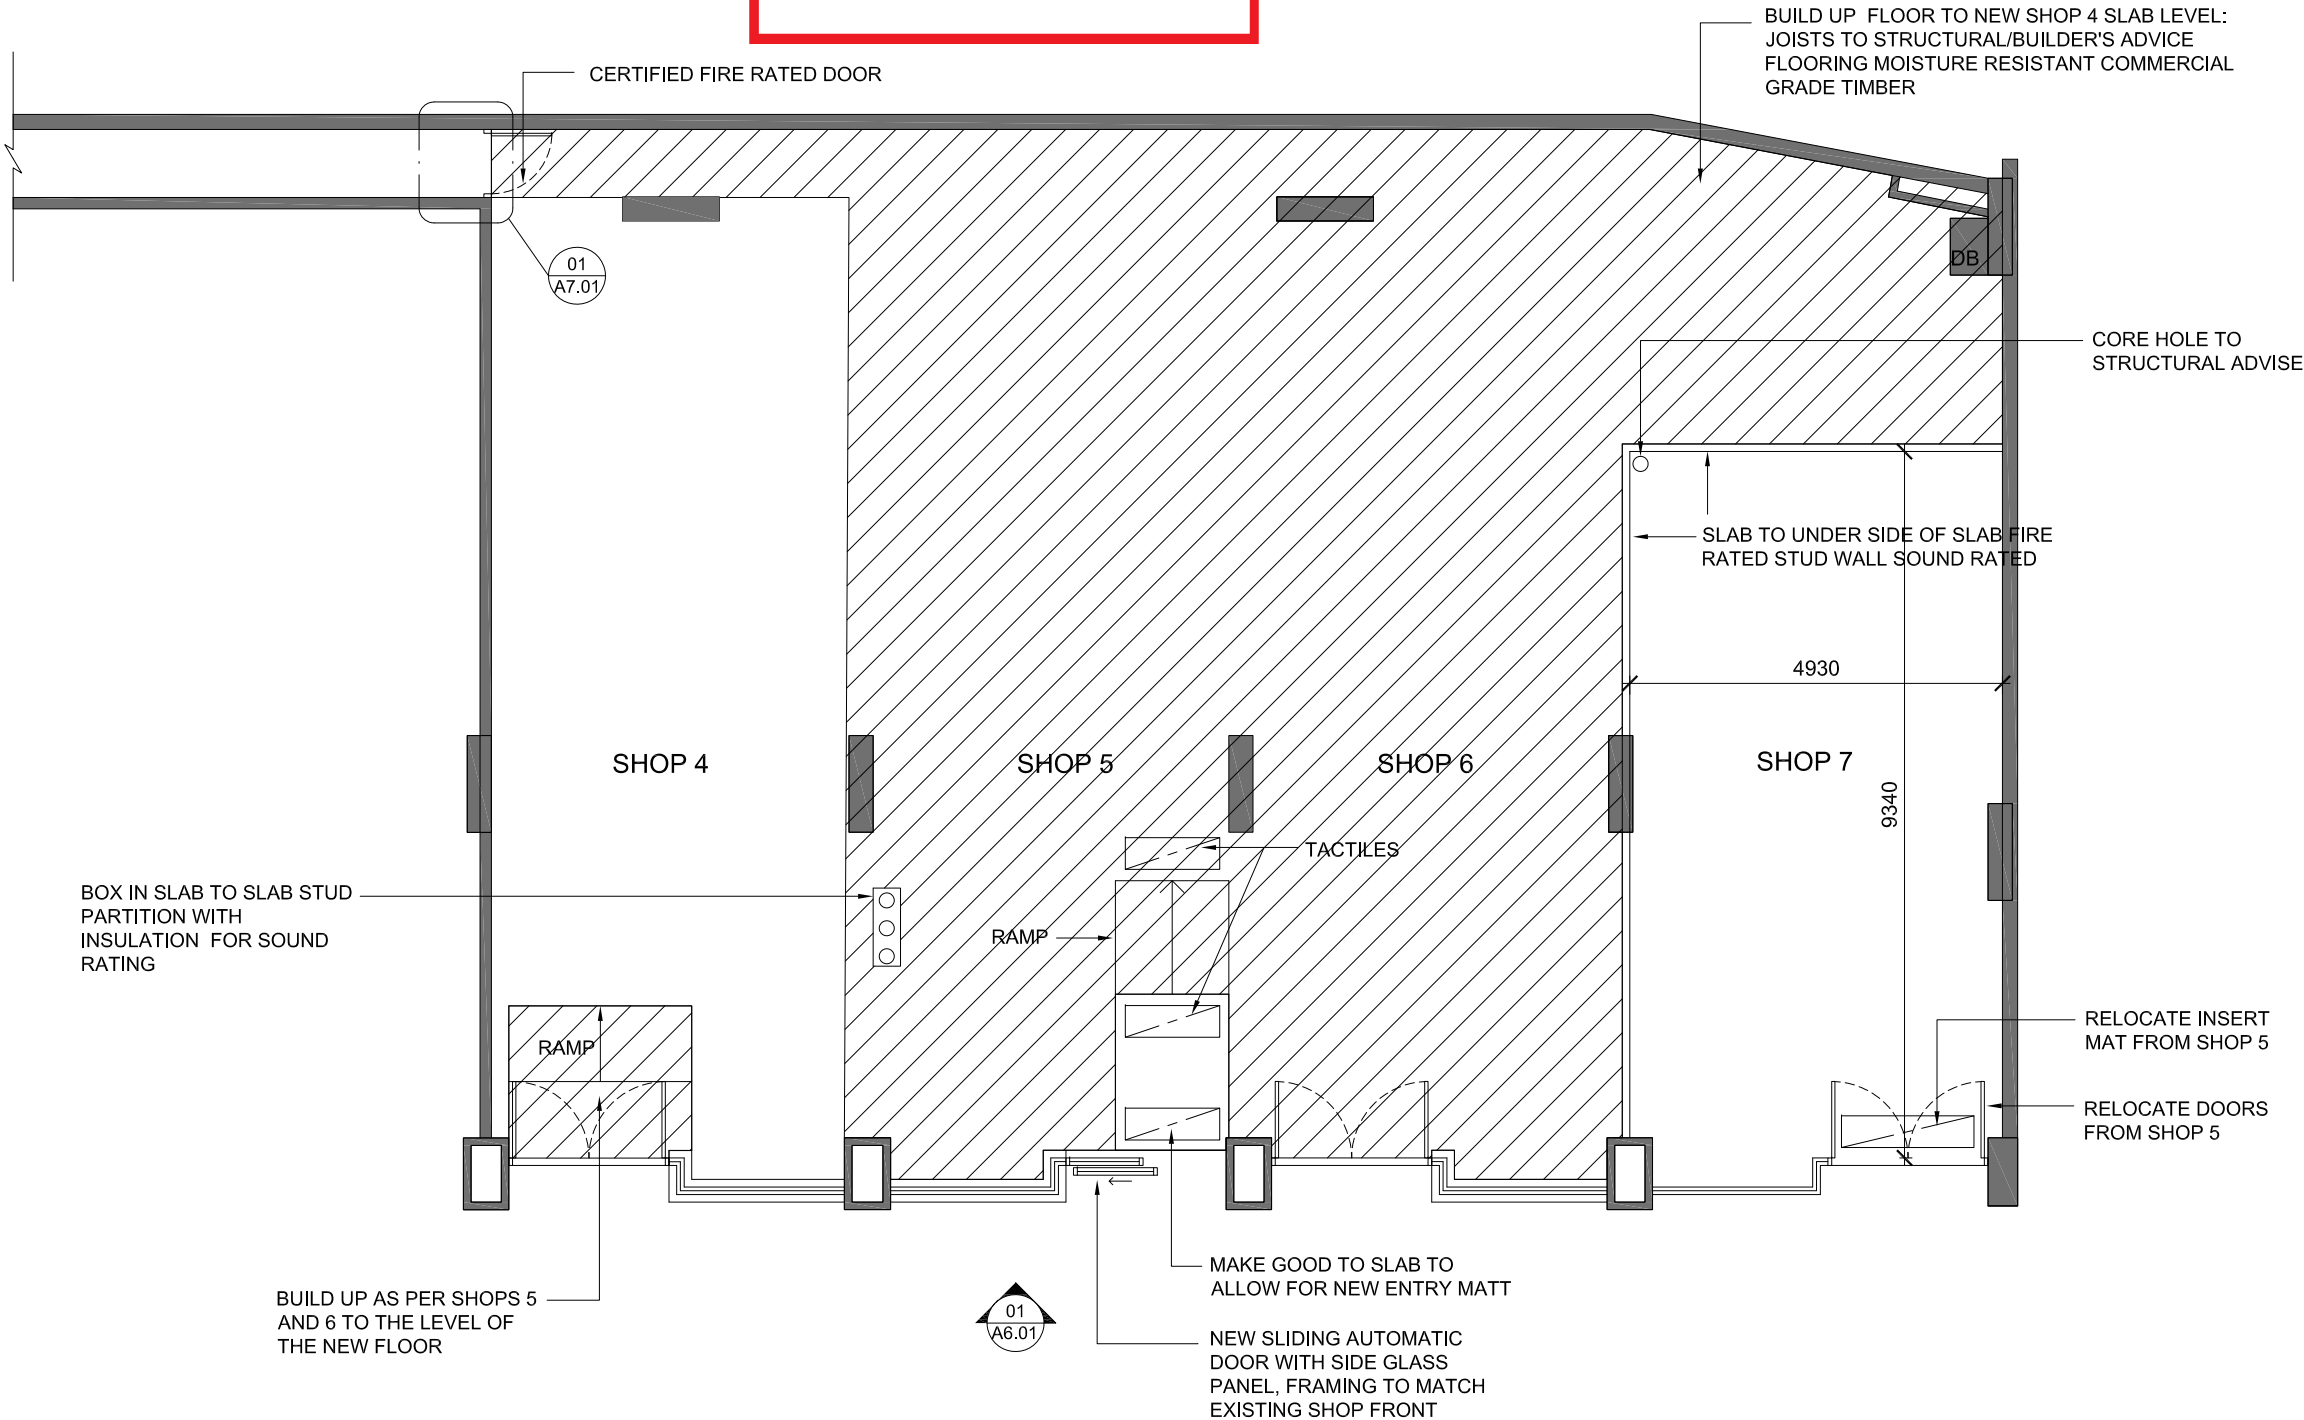 BUILD UP  FLOOR TO NEW SHOP 4 SLAB LEVEL:
JOISTS TO STRUCTURAL/BUILDER'S ADVICE
FLOORING MOISTURE RESISTANT COMMERCIAL
GRADE TIMBER
CERTIFIED FIRE RATED DOOR
01
A7.01
DB
CORE HOLE TO
STRUCTURAL ADVISE
SLAB TO UNDER SIDE OF SLAB FIRE
RATED STUD WALL SOUND RATED
4930
SHOP 4
SHOP 5
SHOP 6
SHOP 7
9340
TACTILES
BOX IN SLAB TO SLAB STUD
PARTITION WITH
INSULATION  FOR SOUND
RATING
RAMP
RAMP
RELOCATE INSERT
MAT FROM SHOP 5
RELOCATE DOORS
FROM SHOP 5
MAKE GOOD TO SLAB TO
ALLOW FOR NEW ENTRY MATT
BUILD UP AS PER SHOPS 5
AND 6 TO THE LEVEL OF
THE NEW FLOOR
01
A6.01
NEW SLIDING AUTOMATIC
DOOR WITH SIDE GLASS
PANEL, FRAMING TO MATCH
EXISTING SHOP FRONT